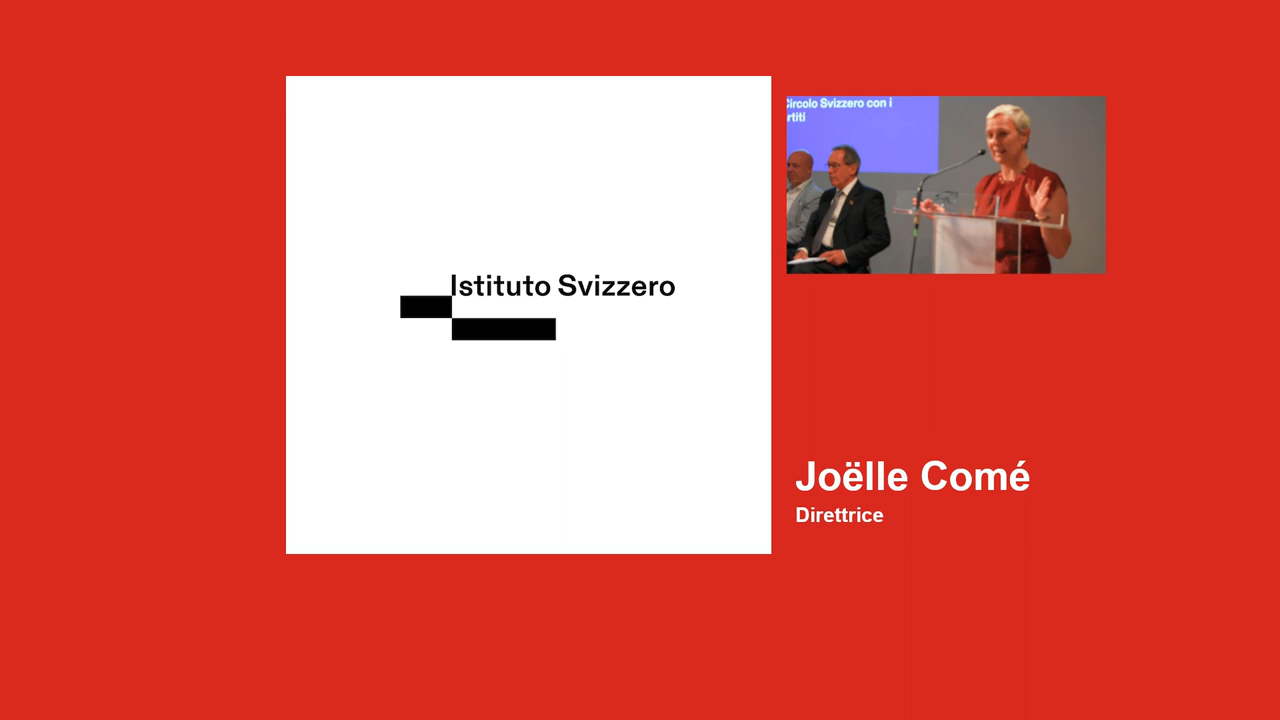 Circolo Svizzero con i
rtiti
Istituto Svizzero
Joëlle Comé
Direttrice